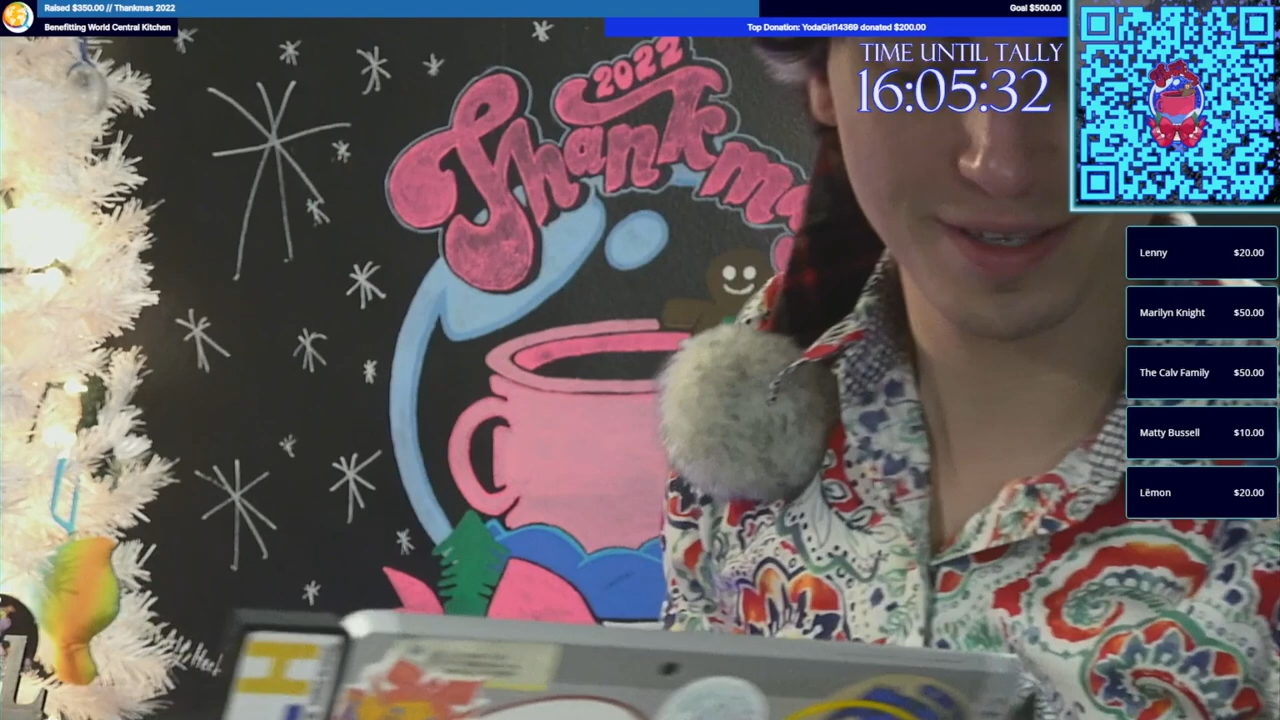 Raised $350.00 // Thankmas 2022
Goal $500.00
Benefitting World Central Kitchen
Top Donation: YodaGirl14369 donated $200.00
TIME UNTIL TALLY
16:05:32
2022
Thankma
Lenny $20.00
Marilyn Knight $50.00
The Calv Family $50.00
Matty Bussell $10.00
Lēmon $20.00